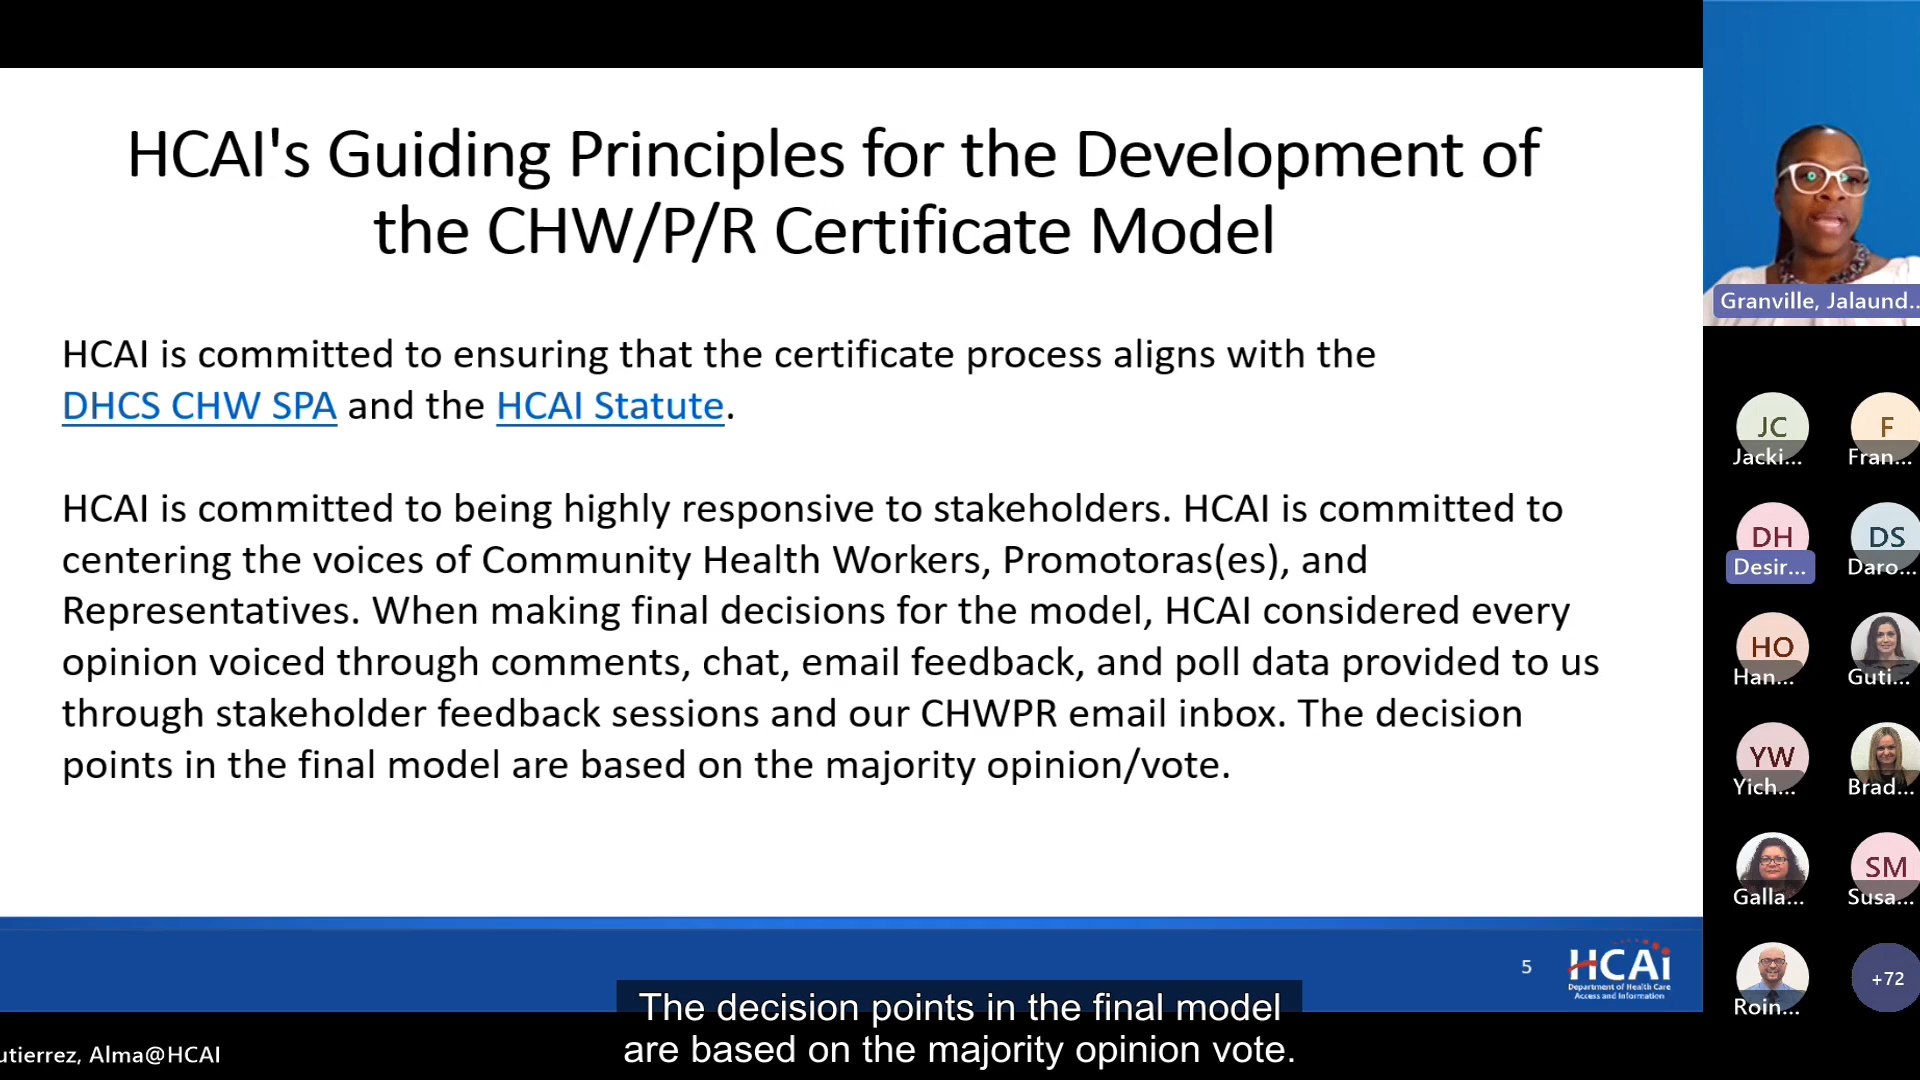 HCAI's Guiding Principles for the Development of
the CHW/P/R Certificate Model
HCAI is committed to ensuring that the certificate process aligns with the
DHCS CHW SPA and the HCAI Statute.
HCAI is committed to being highly responsive to stakeholders. HCAI is committed to
centering the voices of Community Health Workers, Promotoras(es), and
Representatives. When making final decisions for the model, HCAI considered every
opinion voiced through comments, chat, email feedback, and poll data provided to us
through stakeholder feedback sessions and our CHWPR email inbox. The decision
points in the final model are based on the majority opinion/vote.
5
HCAi
Department of Health Care
Access and Information
The decision points in the final model
are based on the majority opinion vote.
utierrez, Alma@HCAI
Granville, Jalaund...
JC
Jacki...
F
Fran...
DH
Desir...
DS
Daro...
HO
Han...
Guti...
YW
Yich...
Brad...
Galla...
SM
Susa...
Roin...
+72